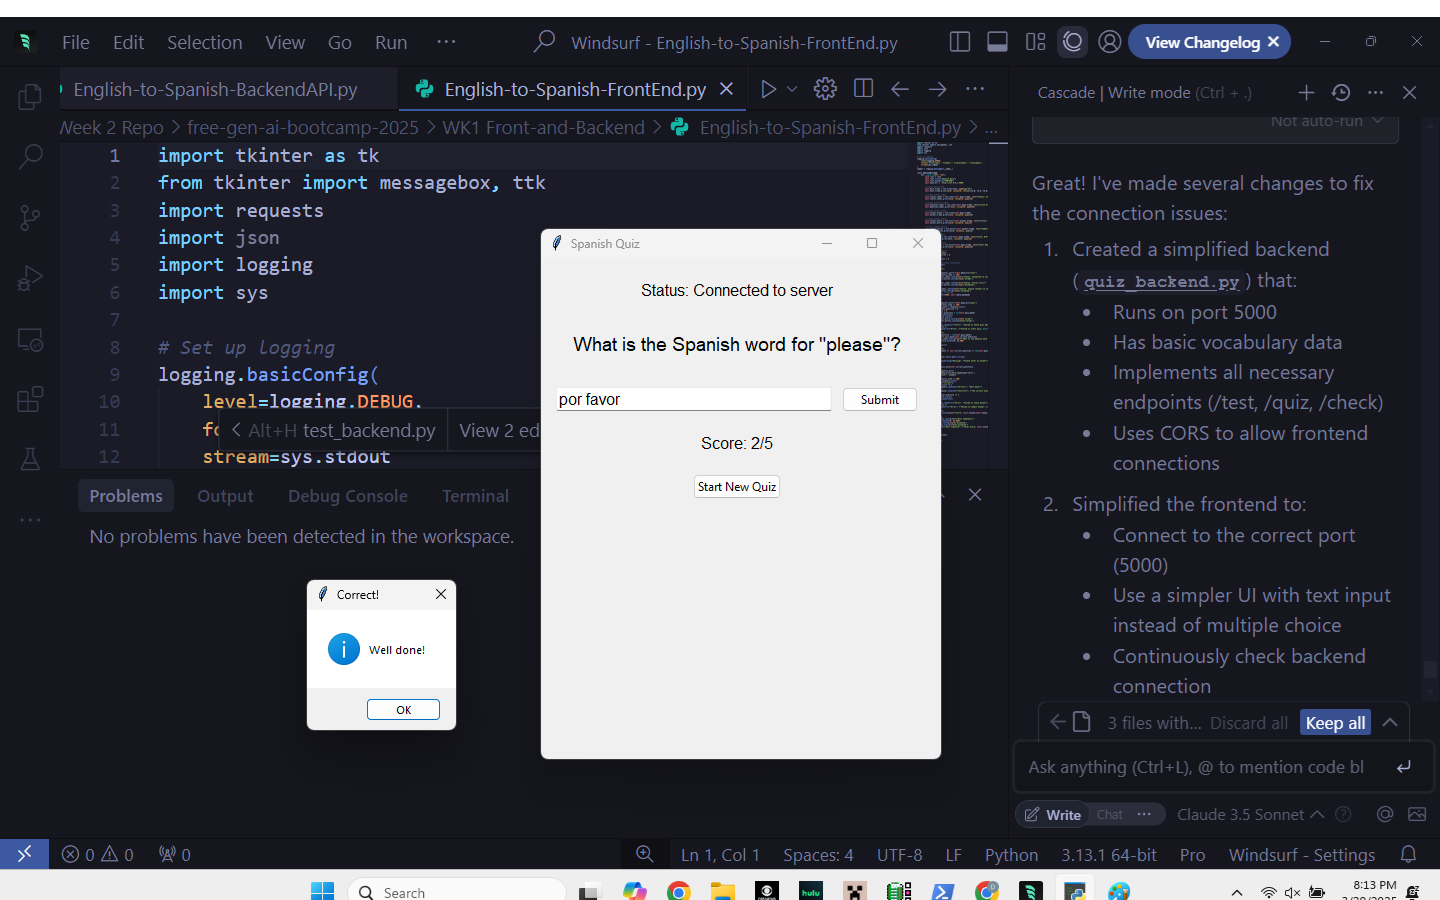 File Edit Selection View Go Run ...
Windsurf - English-to-Spanish-FrontEnd.py
View Changelog ×
English-to-Spanish-BackendAPI.py
English-to-Spanish-FrontEnd.py
Week 2 Repo > free-gen-ai-bootcamp-2025 > WK1 Front-and-Backend > English-to-Spanish-FrontEnd.py > ...
1 import tkinter as tk
2 from tkinter import messagebox, ttk
3 import requests
4 import json
5 import logging
6 import sys
7
8 # Set up logging
9 logging.basicConfig(
10 level=logging.DEBUG,
11 fo
12 stream=sys.stdout
< Alt+H test_backend.py View 2 ed
Problems Output Debug Console Terminal
No problems have been detected in the workspace.
Spanish Quiz
Status: Connected to server
What is the Spanish word for "please"?
por favor
Submit
Score: 2/5
Start New Quiz
Correct!
Well done!
OK
Cascade | Write mode (Ctrl + .)
Not auto-run
Great! I've made several changes to fix
the connection issues:
1. Created a simplified backend
(quiz_backend.py) that:
• Runs on port 5000
• Has basic vocabulary data
• Implements all necessary
endpoints (/test, /quiz, /check)
• Uses CORS to allow frontend
connections
2. Simplified the frontend to:
• Connect to the correct port
(5000)
• Use a simpler UI with text input
instead of multiple choice
• Continuously check backend
connection
3 files with... Discard all Keep all
Ask anything (Ctrl+L), @ to mention code bl
Write Chat ... Claude 3.5 Sonnet
0 0 0
Ln 1, Col 1 Spaces: 4 UTF-8 LF Python 3.13.1 64-bit Pro Windsurf - Settings
Search
hulu
8:13 PM